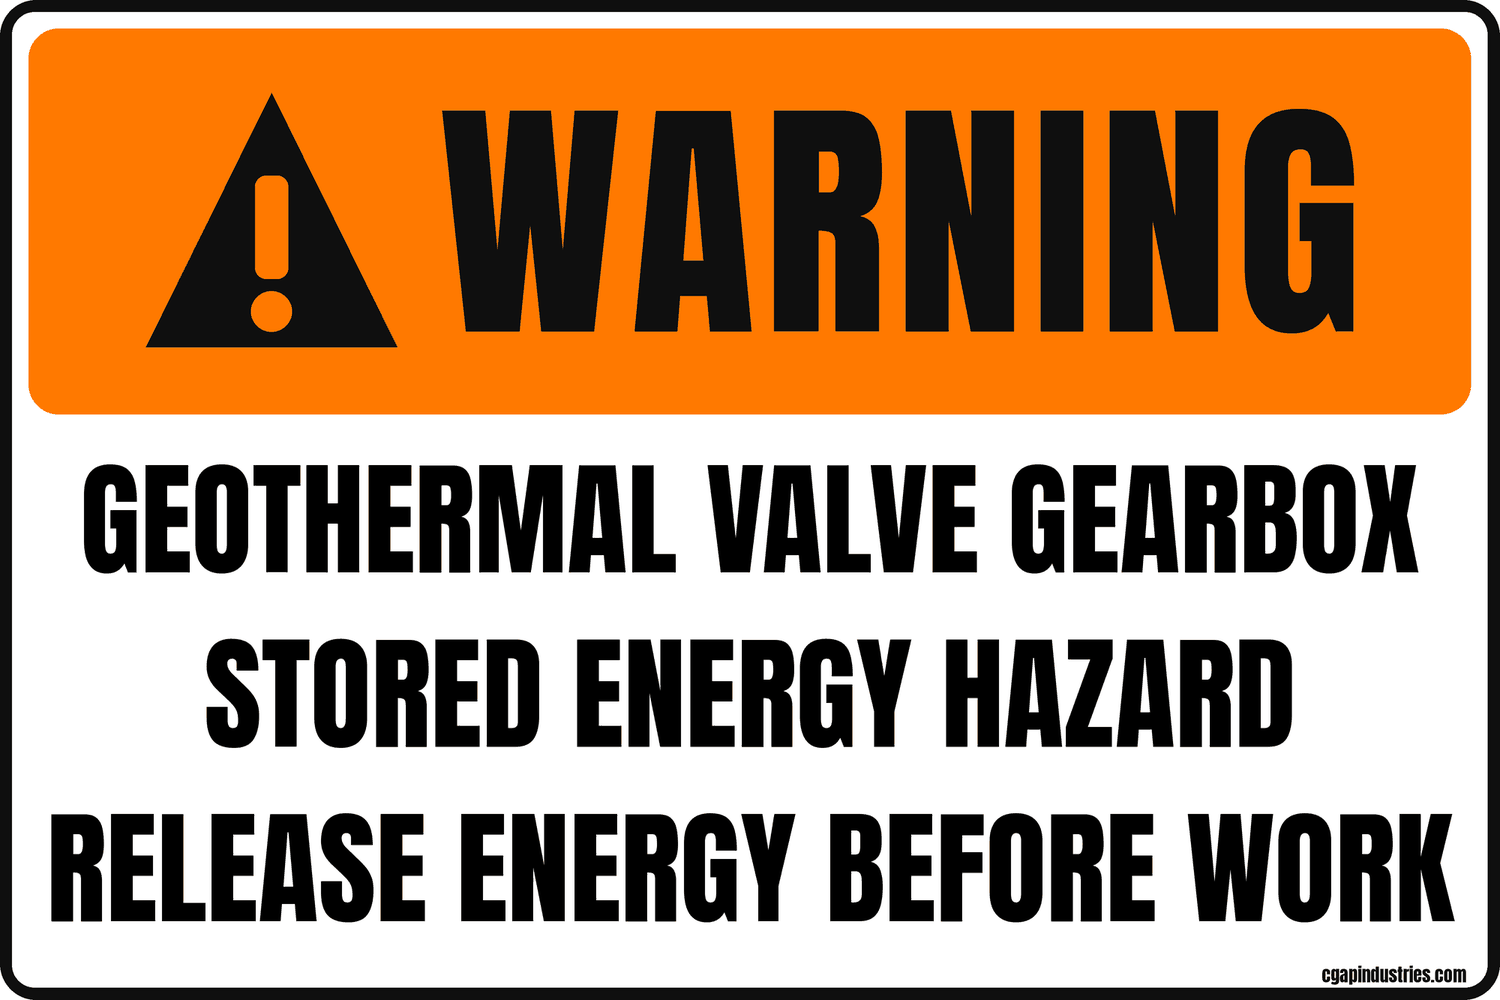 WARNING
GEOTHERMAL VALVE GEARBOX
STORED ENERGY HAZARD
RELEASE ENERGY BEFORE WORK
cgapindustries.com